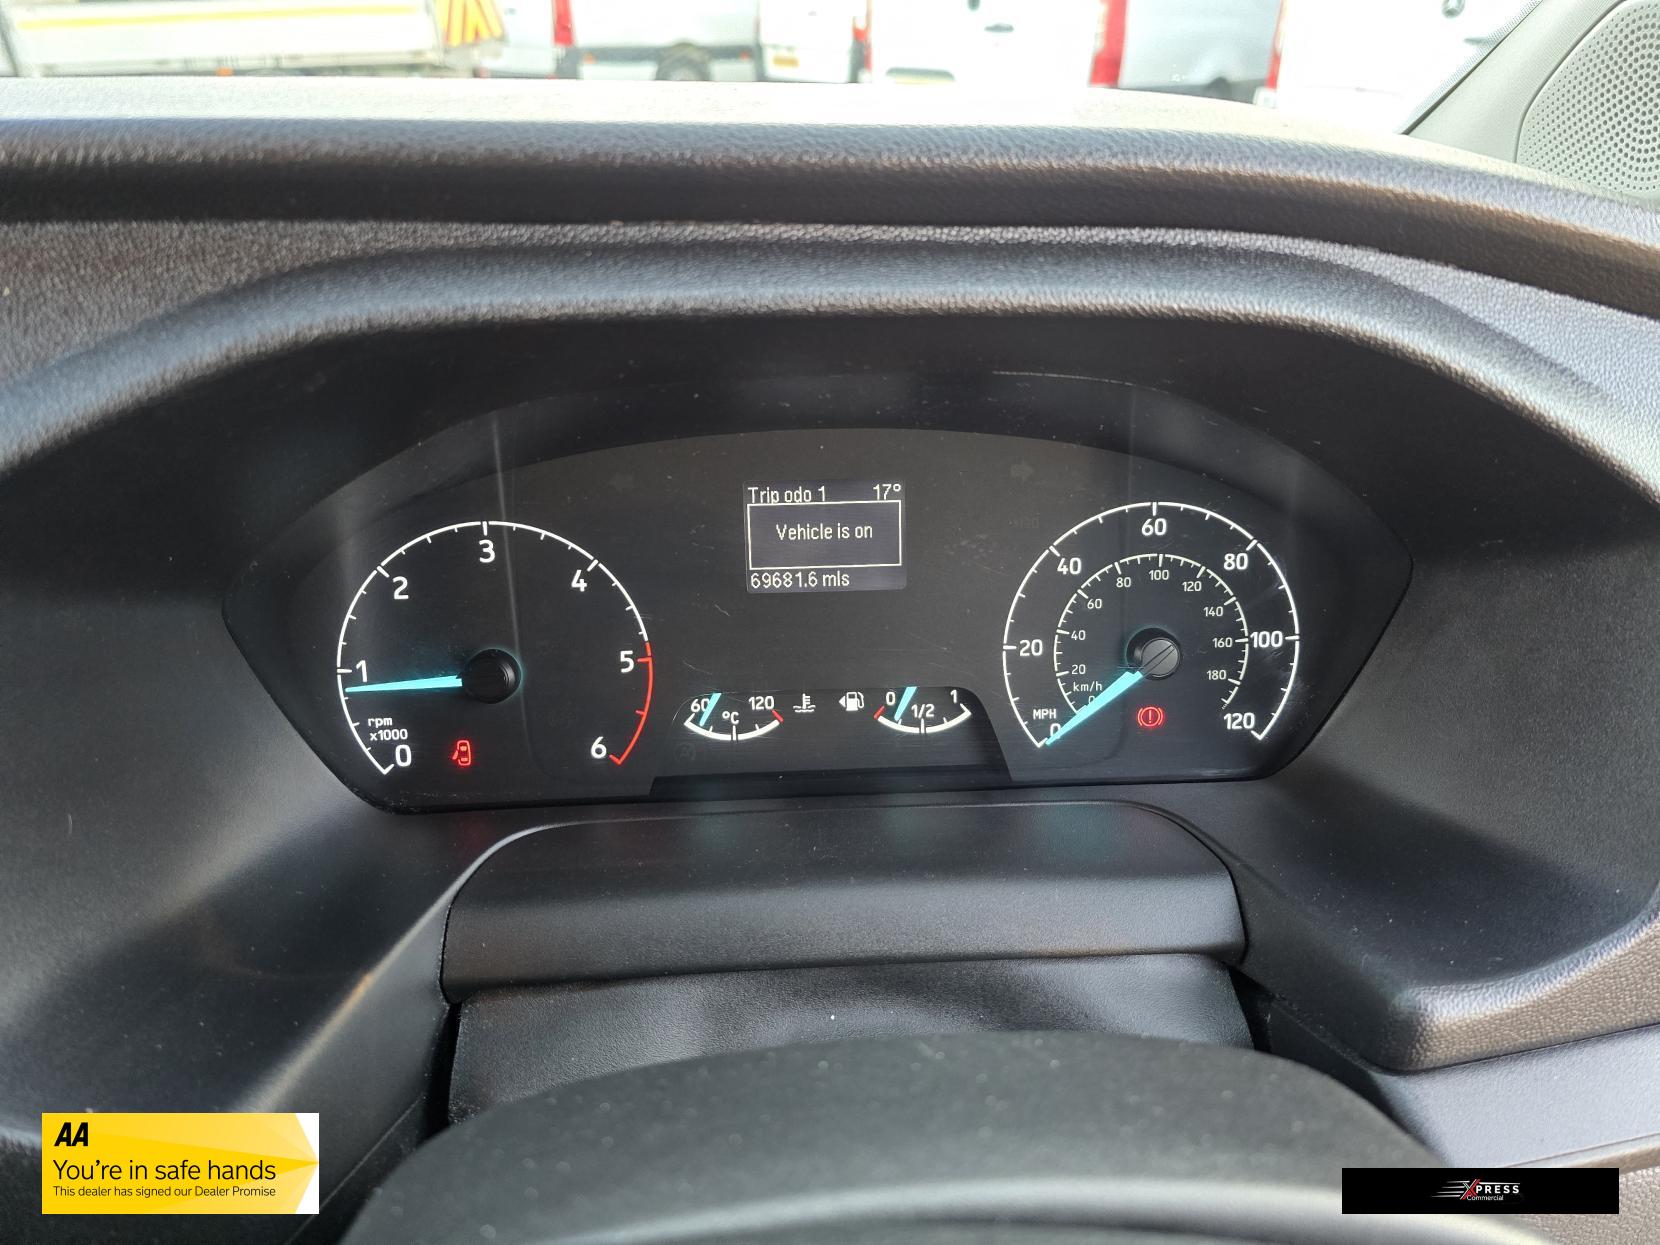 Trip odo 1 17°
Vehicle is on
69681.6 mls
0 1 2 3 4 5 6
rpm
x1000
60 120
°C
0 1/2 1
0 20 40 60 80 100 120
MPH
20 40 60 80 100 120 140 160 180
km/h
0
AA
You're in safe hands
This dealer has signed our Dealer Promise
XPRESS
Commercial